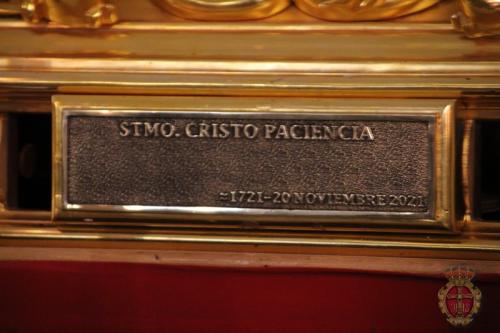 STMO. CRISTO PACIENCIA
≈1721-20 NOVIEMBRE 2021